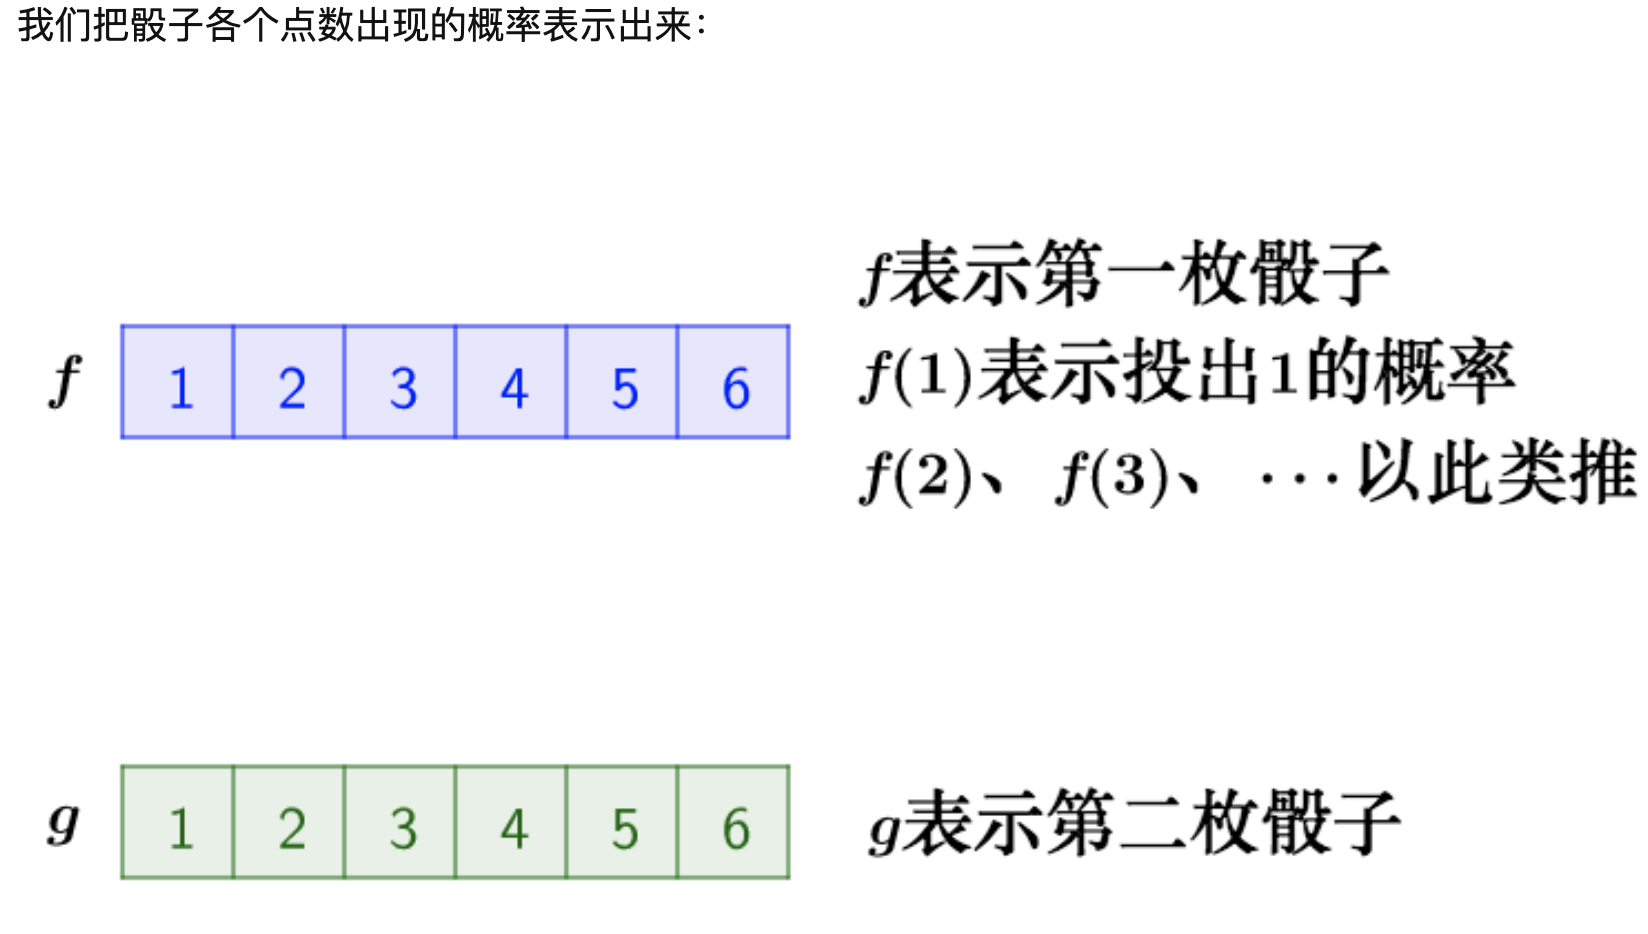 我们把骰子各个点数出现的概率表示出来：
f表示第一枚骰子
f 1 2 3 4 5 6
f(1)表示投出1的概率
f(2)、f(3)、···以此类推
g 1 2 3 4 5 6
g表示第二枚骰子